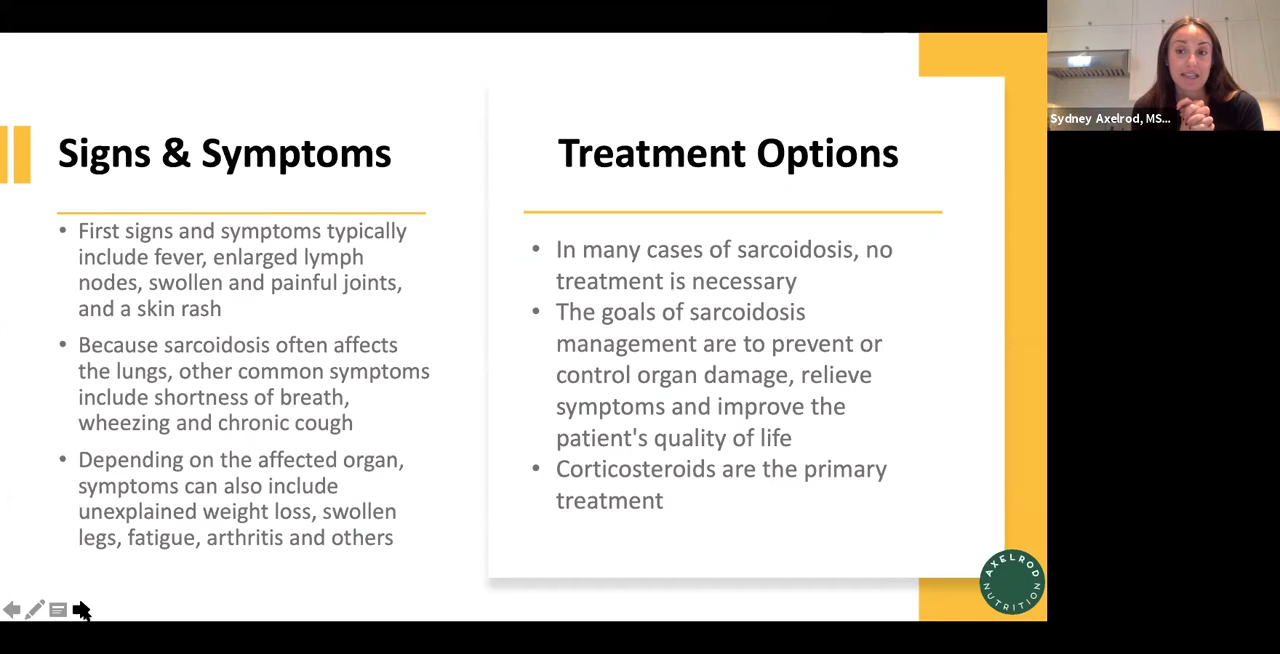 Signs & Symptoms
• First signs and symptoms typically
include fever, enlarged lymph
nodes, swollen and painful joints,
and a skin rash
• Because sarcoidosis often affects
the lungs, other common symptoms
include shortness of breath,
wheezing and chronic cough
• Depending on the affected organ,
symptoms can also include
unexplained weight loss, swollen
legs, fatigue, arthritis and others
Treatment Options
• In many cases of sarcoidosis, no
treatment is necessary
• The goals of sarcoidosis
management are to prevent or
control organ damage, relieve
symptoms and improve the
patient's quality of life
• Corticosteroids are the primary
treatment
AXELROD
NUTRITION
Sydney Axelrod, MS...